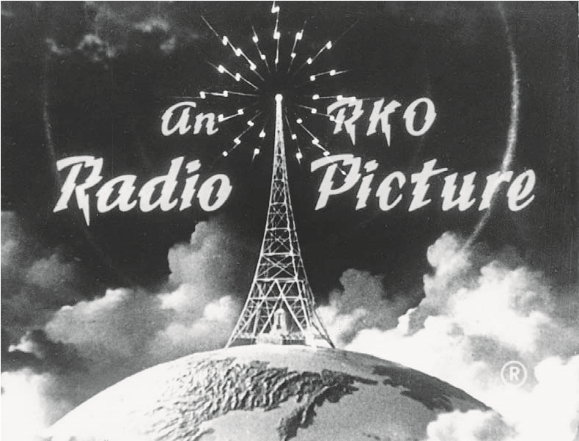 An RKO
Radio Picture
®